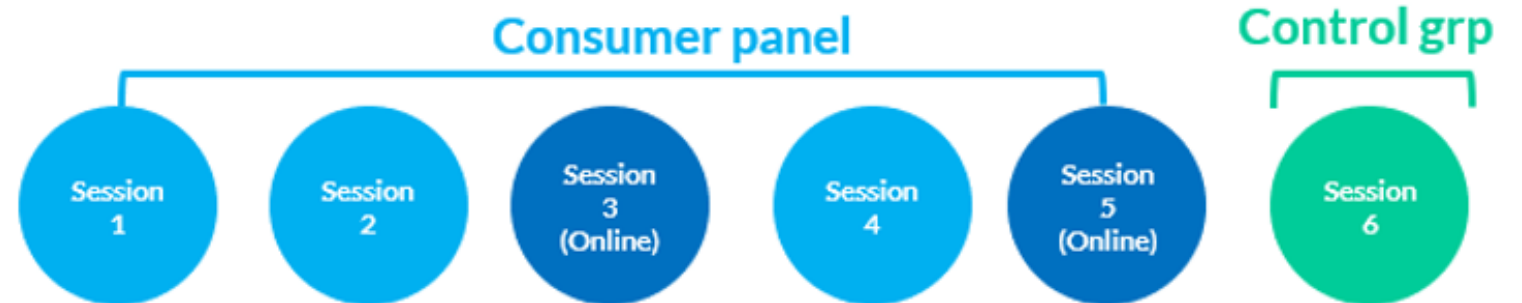 Consumer panel
Control grp
Session
1
Session
2
Session
3
(Online)
Session
4
Session
5
(Online)
Session
6